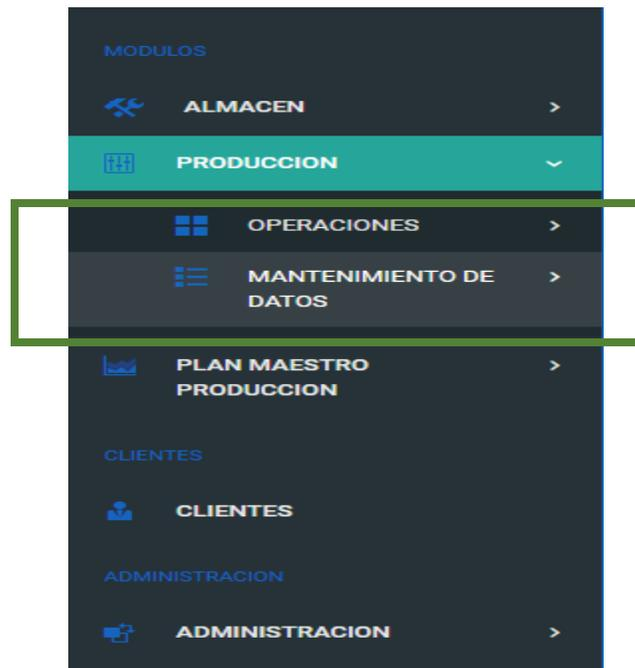 MODULOS
ALMACEN
PRODUCCION
OPERACIONES
MANTENIMIENTO DE
DATOS
PLAN MAESTRO
PRODUCCION
CLIENTES
CLIENTES
ADMINISTRACION
ADMINISTRACION